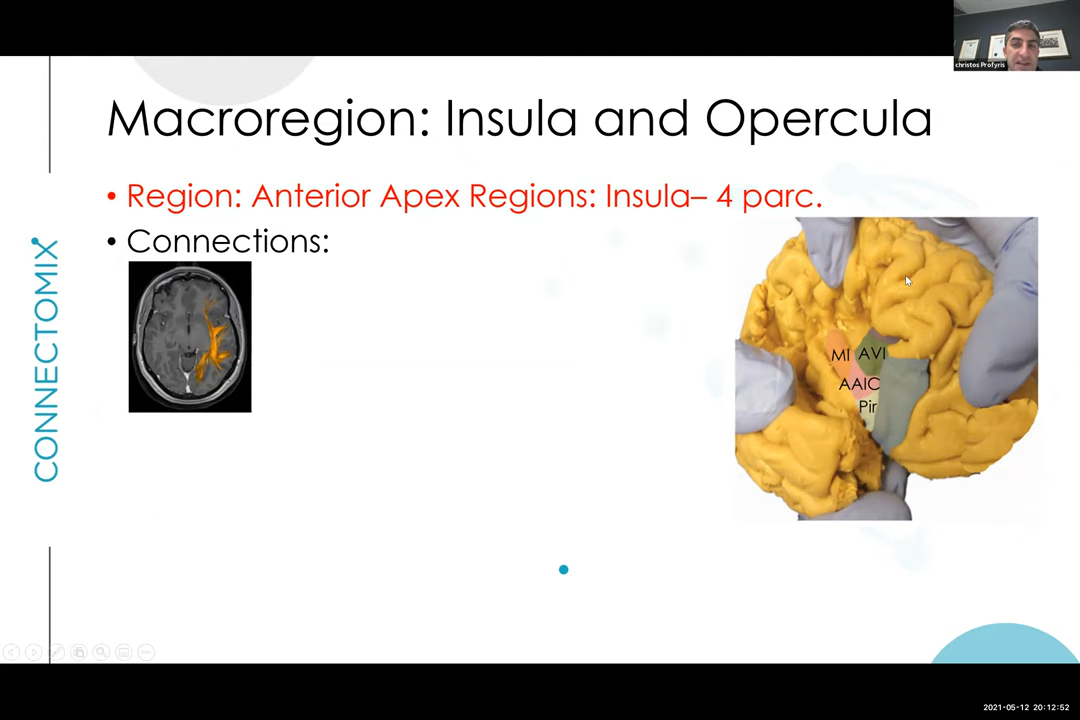 christos Profyris
Macroregion: Insula and Opercula
• Region: Anterior Apex Regions: Insula– 4 parc.
• Connections:
CONNECTOMIX
MI AVI
AAIC
Pir
2021-05-12 20:12:52